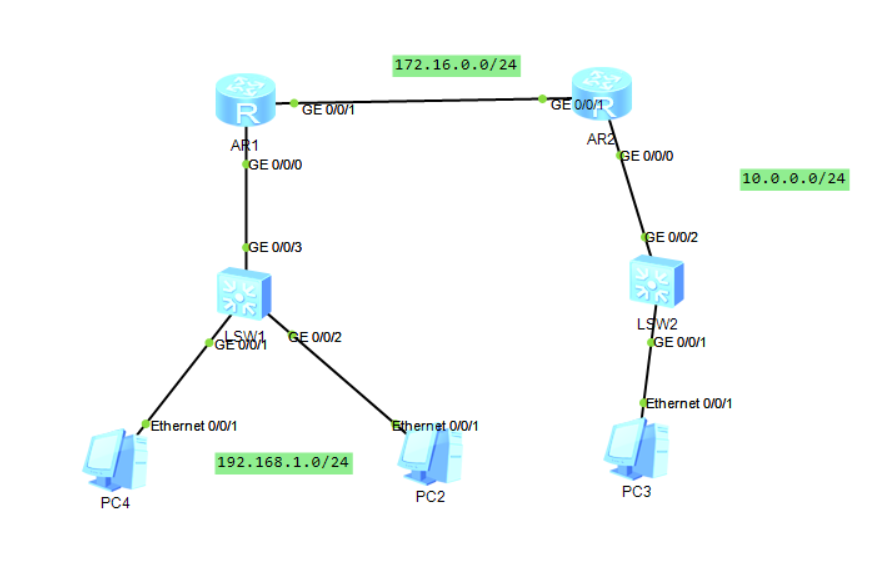 172.16.0.0/24
GE 0/0/1
GE 0/0/1
R
R
AR1
AR2
GE 0/0/0
GE 0/0/0
10.0.0.0/24
GE 0/0/3
GE 0/0/2
LSW1
LSW2
GE 0/0/1
GE 0/0/2
GE 0/0/1
Ethernet 0/0/1
Ethernet 0/0/1
Ethernet 0/0/1
192.168.1.0/24
PC4
PC2
PC3